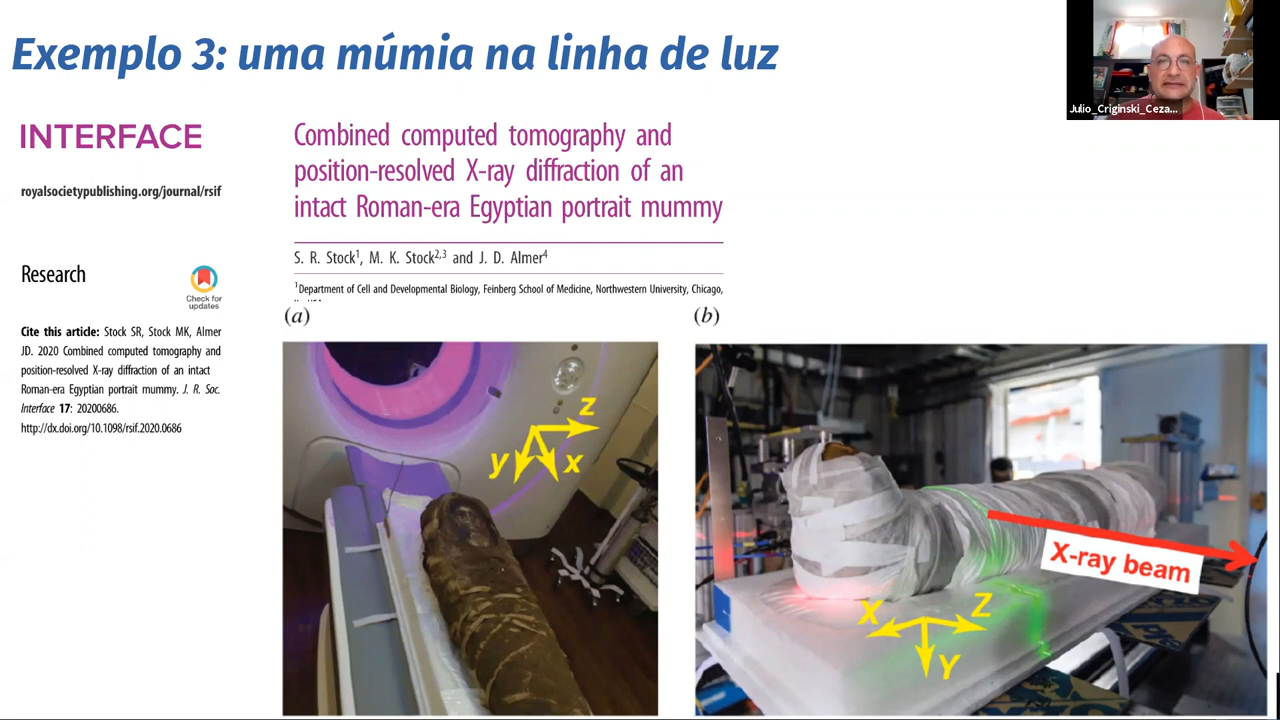 Exemplo 3: uma múmia na linha de luz
Julio_Criginski_Ceza...
INTERFACE
royalsocietypublishing.org/journal/rsif
Research
Check for
updates
Cite this article: Stock SR, Stock MK, Almer
JD. 2020 Combined computed tomography and
position-resolved X-ray diffraction of an intact
Roman-era Egyptian portrait mummy. J. R. Soc.
Interface 17: 20200686.
http://dx.doi.org/10.1098/rsif.2020.0686
Combined computed tomography and
position-resolved X-ray diffraction of an
intact Roman-era Egyptian portrait mummy
S. R. Stock1, M. K. Stock2,3 and J. D. Almer4
1Department of Cell and Developmental Biology, Feinberg School of Medicine, Northwestern University, Chicago,
(a)
z
y
x
(b)
X-ray beam
X
Z
Y